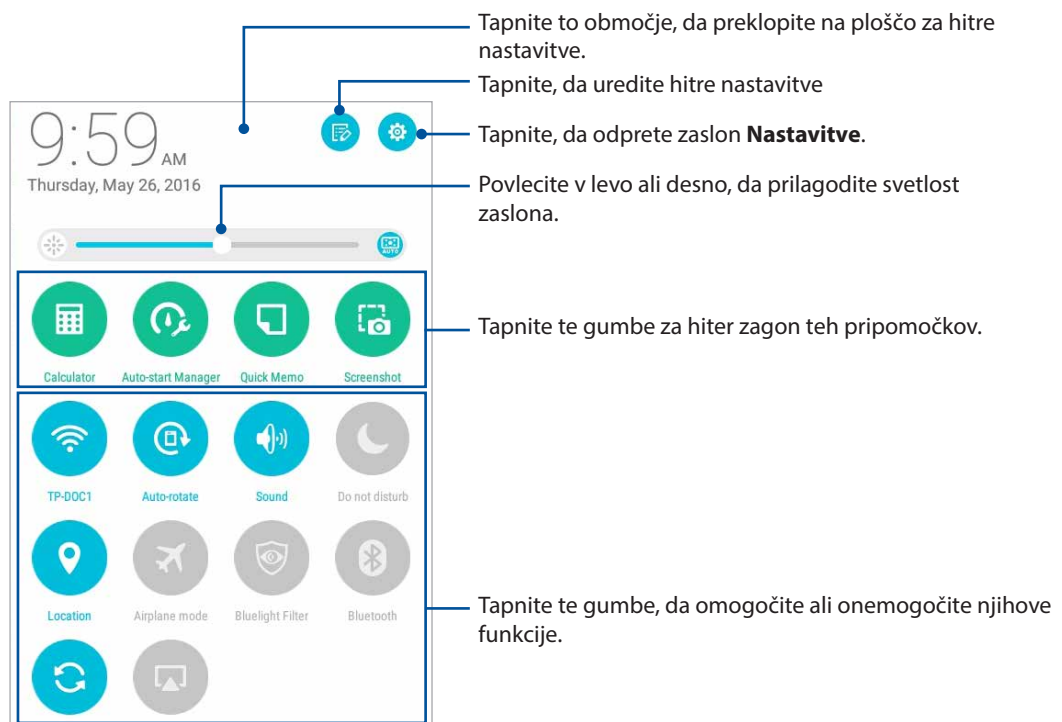 Tapnite to območje, da preklopite na ploščo za hitre
nastavitve.
Tapnite, da uredite hitre nastavitve
Tapnite, da odprete zaslon Nastavitve.
Povlecite v levo ali desno, da prilagodite svetlost
zaslona.
Tapnite te gumbe za hiter zagon teh pripomočkov.
Tapnite te gumbe, da omogočite ali onemogočite njihove
funkcije.
9:59 AM
Thursday, May 26, 2016
AUTO
Calculator Auto-start Manager Quick Memo Screenshot
TP-DOC1 Auto-rotate Sound Do not disturb
Location Airplane mode Bluelight Filter Bluetooth